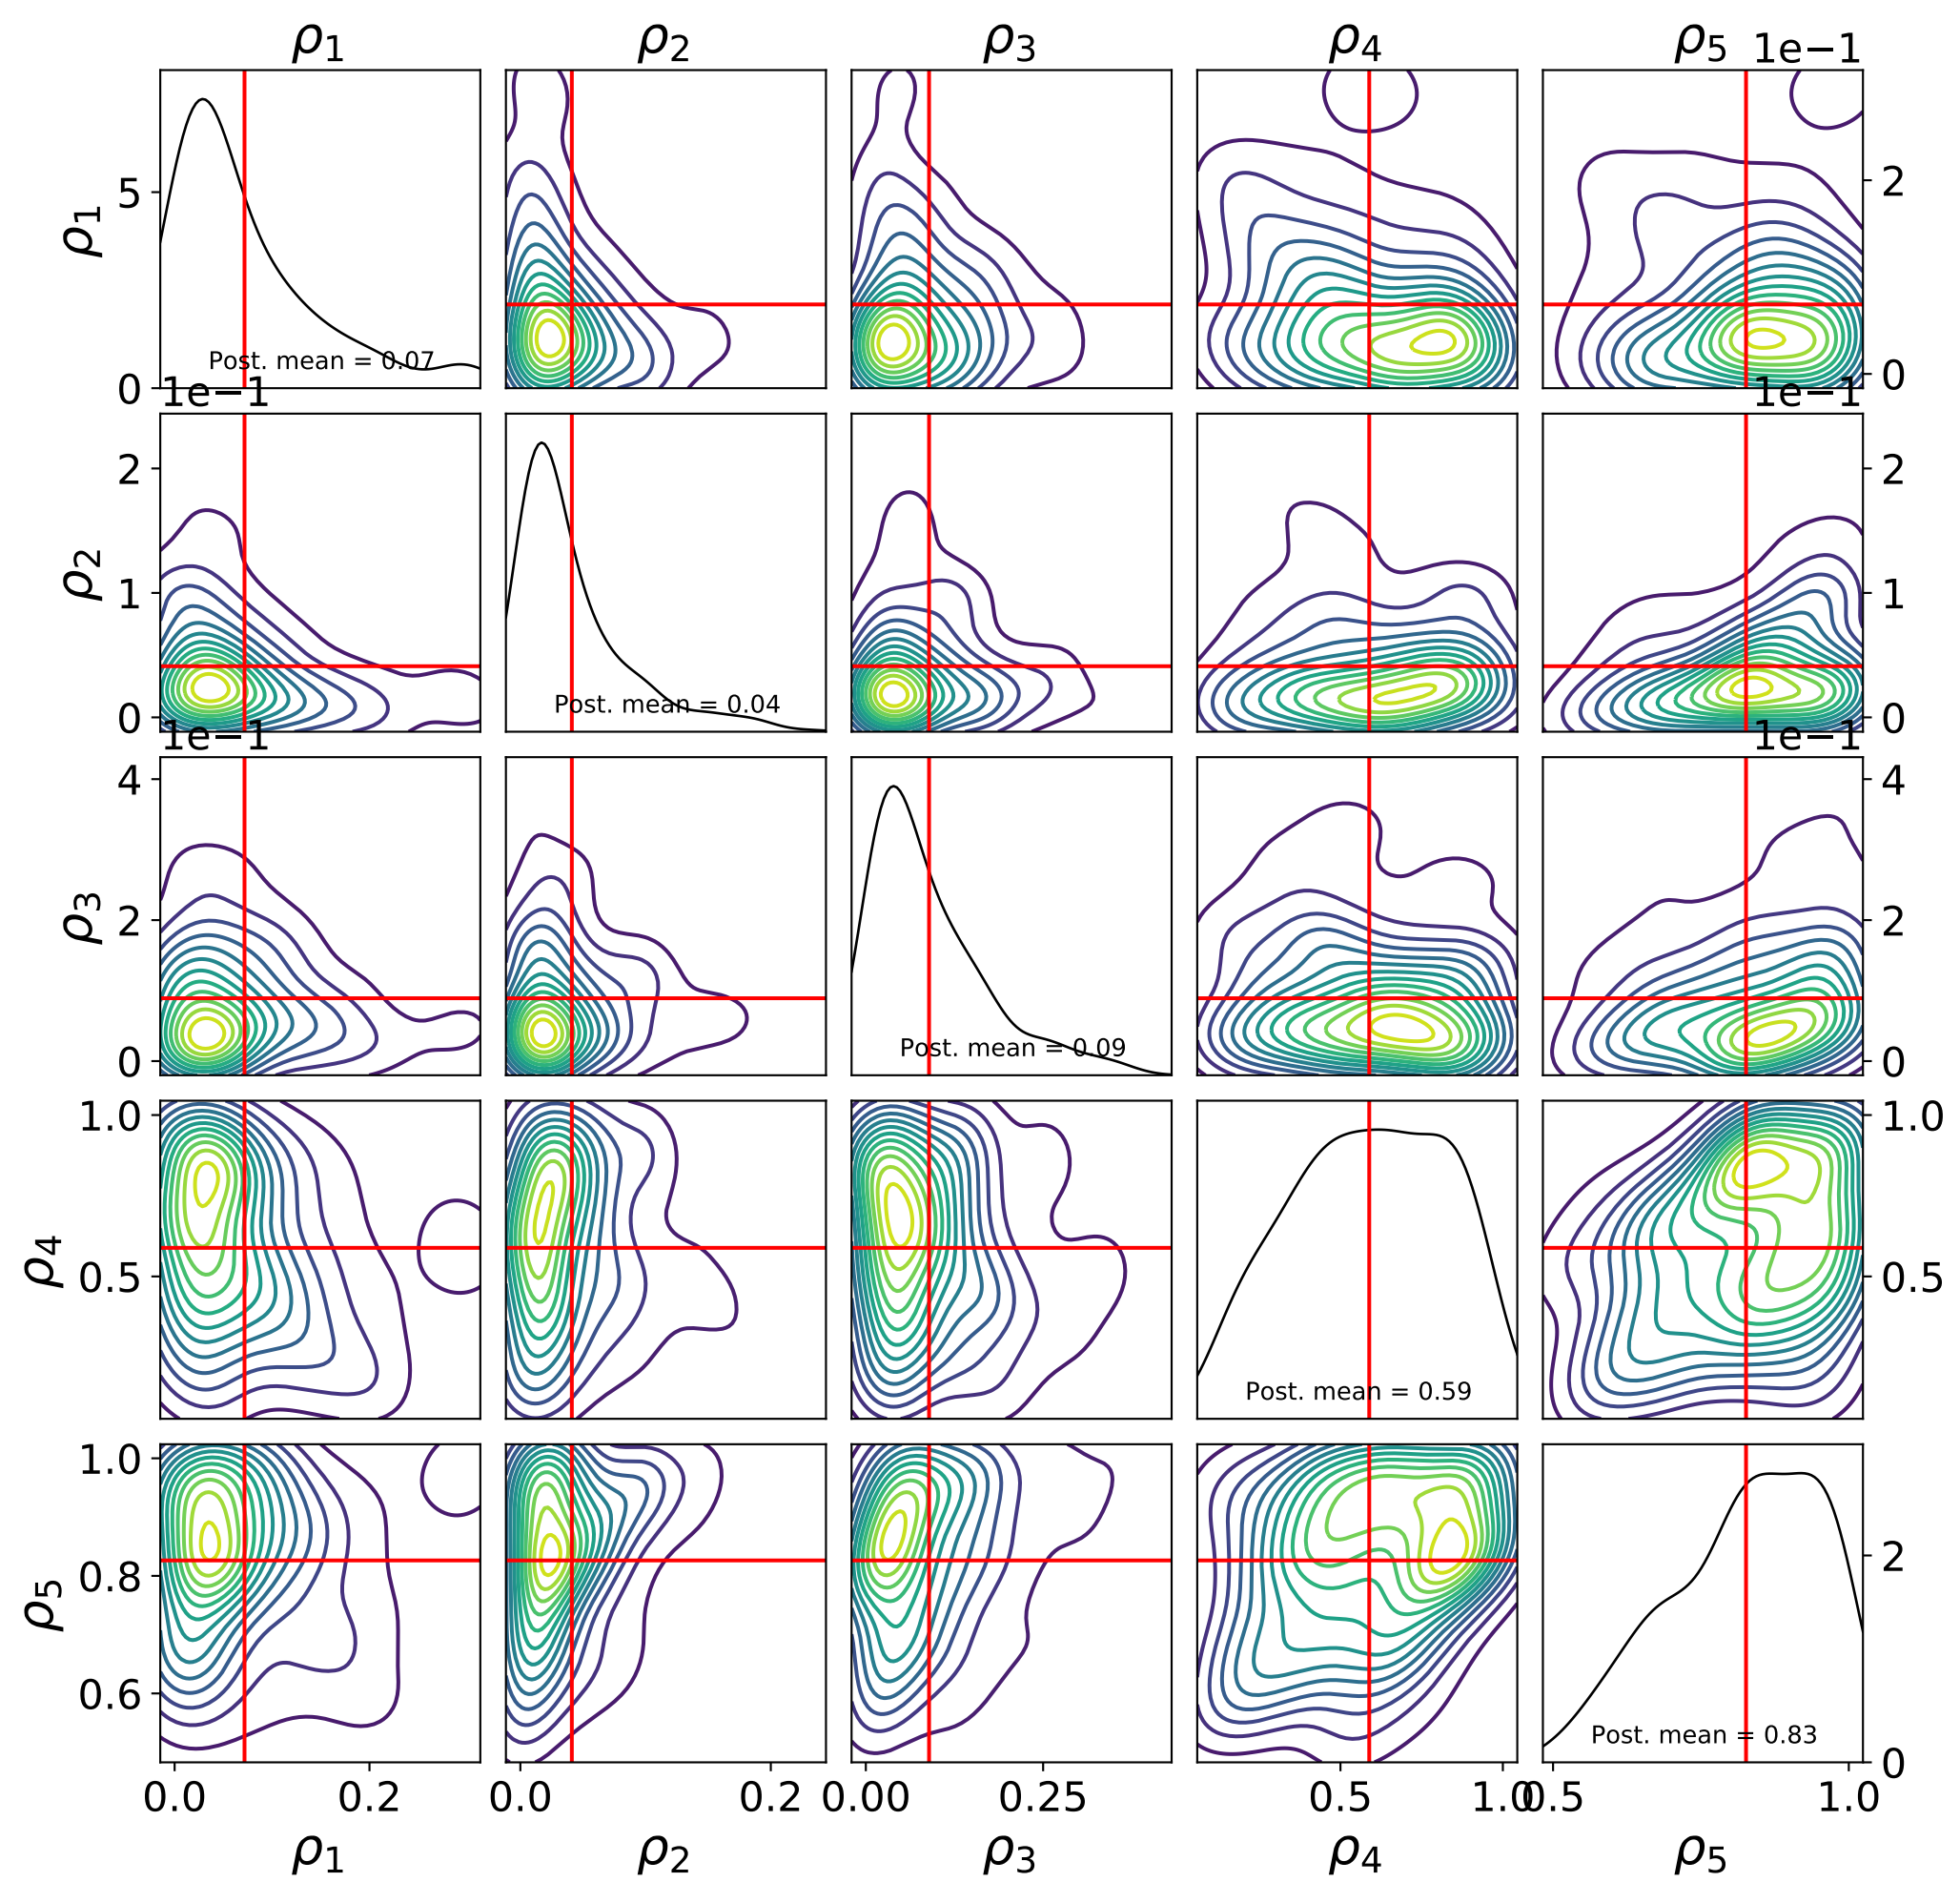 ρ1 ρ2 ρ3 ρ4 ρ5 1e−1
ρ1 5 0 Post. mean = 0.07 2 0
1e−1 1e−1
ρ2 2 1 0 Post. mean = 0.04 2 1 0
1e−1 1e−1
ρ3 4 2 0 Post. mean = 0.09 4 2 0
ρ4 1.0 0.5 Post. mean = 0.59 1.0 0.5
ρ5 1.0 0.8 0.6 Post. mean = 0.83 2 0
0.0 0.2 0.0 0.2 0.00 0.25 0.5 1.0 0.5 1.0
ρ1 ρ2 ρ3 ρ4 ρ5